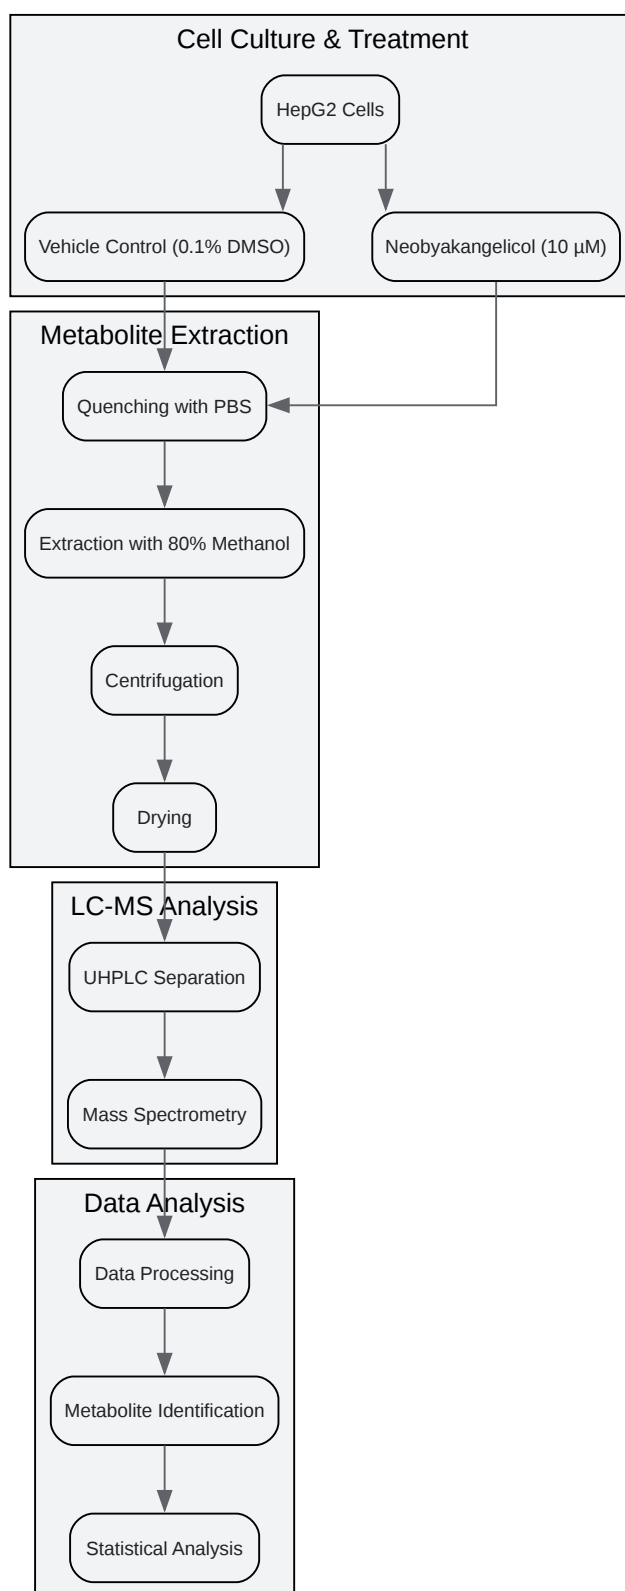 Cell Culture & Treatment
HepG2 Cells
Vehicle Control (0.1% DMSO)
Neobyakangelicol (10 µM)
Metabolite Extraction
Quenching with PBS
Extraction with 80% Methanol
Centrifugation
Drying
LC-MS Analysis
UHPLC Separation
Mass Spectrometry
Data Analysis
Data Processing
Metabolite Identification
Statistical Analysis